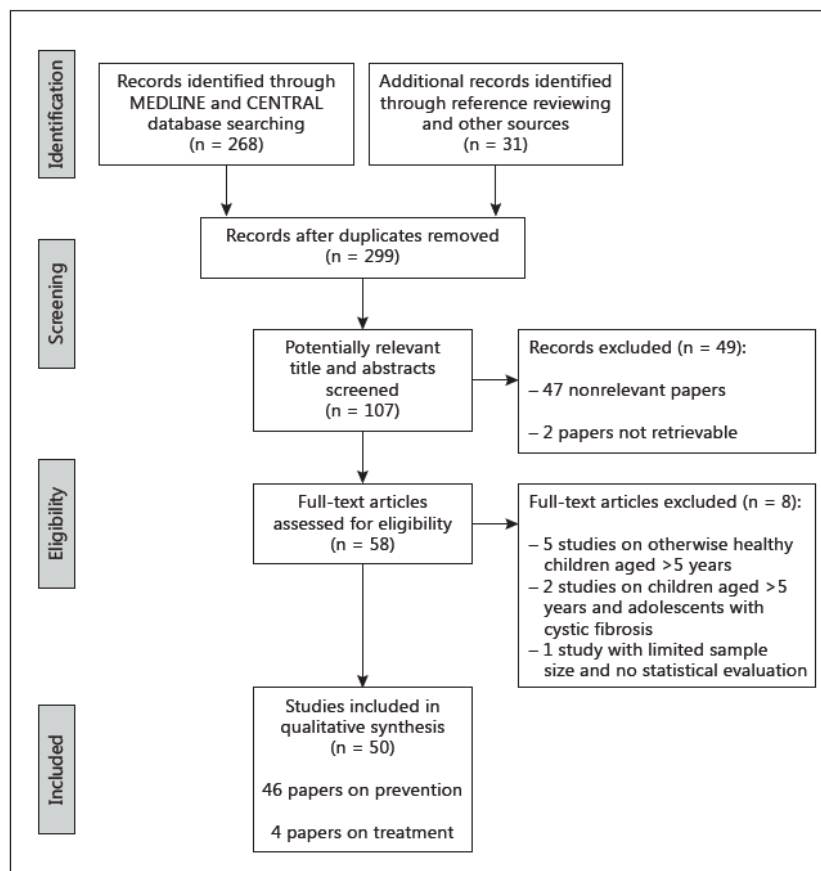 Identification
Records identified through
MEDLINE and CENTRAL
database searching
(n = 268)
Additional records identified
through reference reviewing
and other sources
(n = 31)
Screening
Records after duplicates removed
(n = 299)
Potentially relevant
title and abstracts
screened
(n = 107)
Records excluded (n = 49):
– 47 nonrelevant papers
– 2 papers not retrievable
Eligibility
Full-text articles
assessed for eligibility
(n = 58)
Full-text articles excluded (n = 8):
– 5 studies on otherwise healthy
children aged >5 years
– 2 studies on children aged >5
years and adolescents with
cystic fibrosis
– 1 study with limited sample
size and no statistical evaluation
Included
Studies included in
qualitative synthesis
(n = 50)
46 papers on prevention
4 papers on treatment